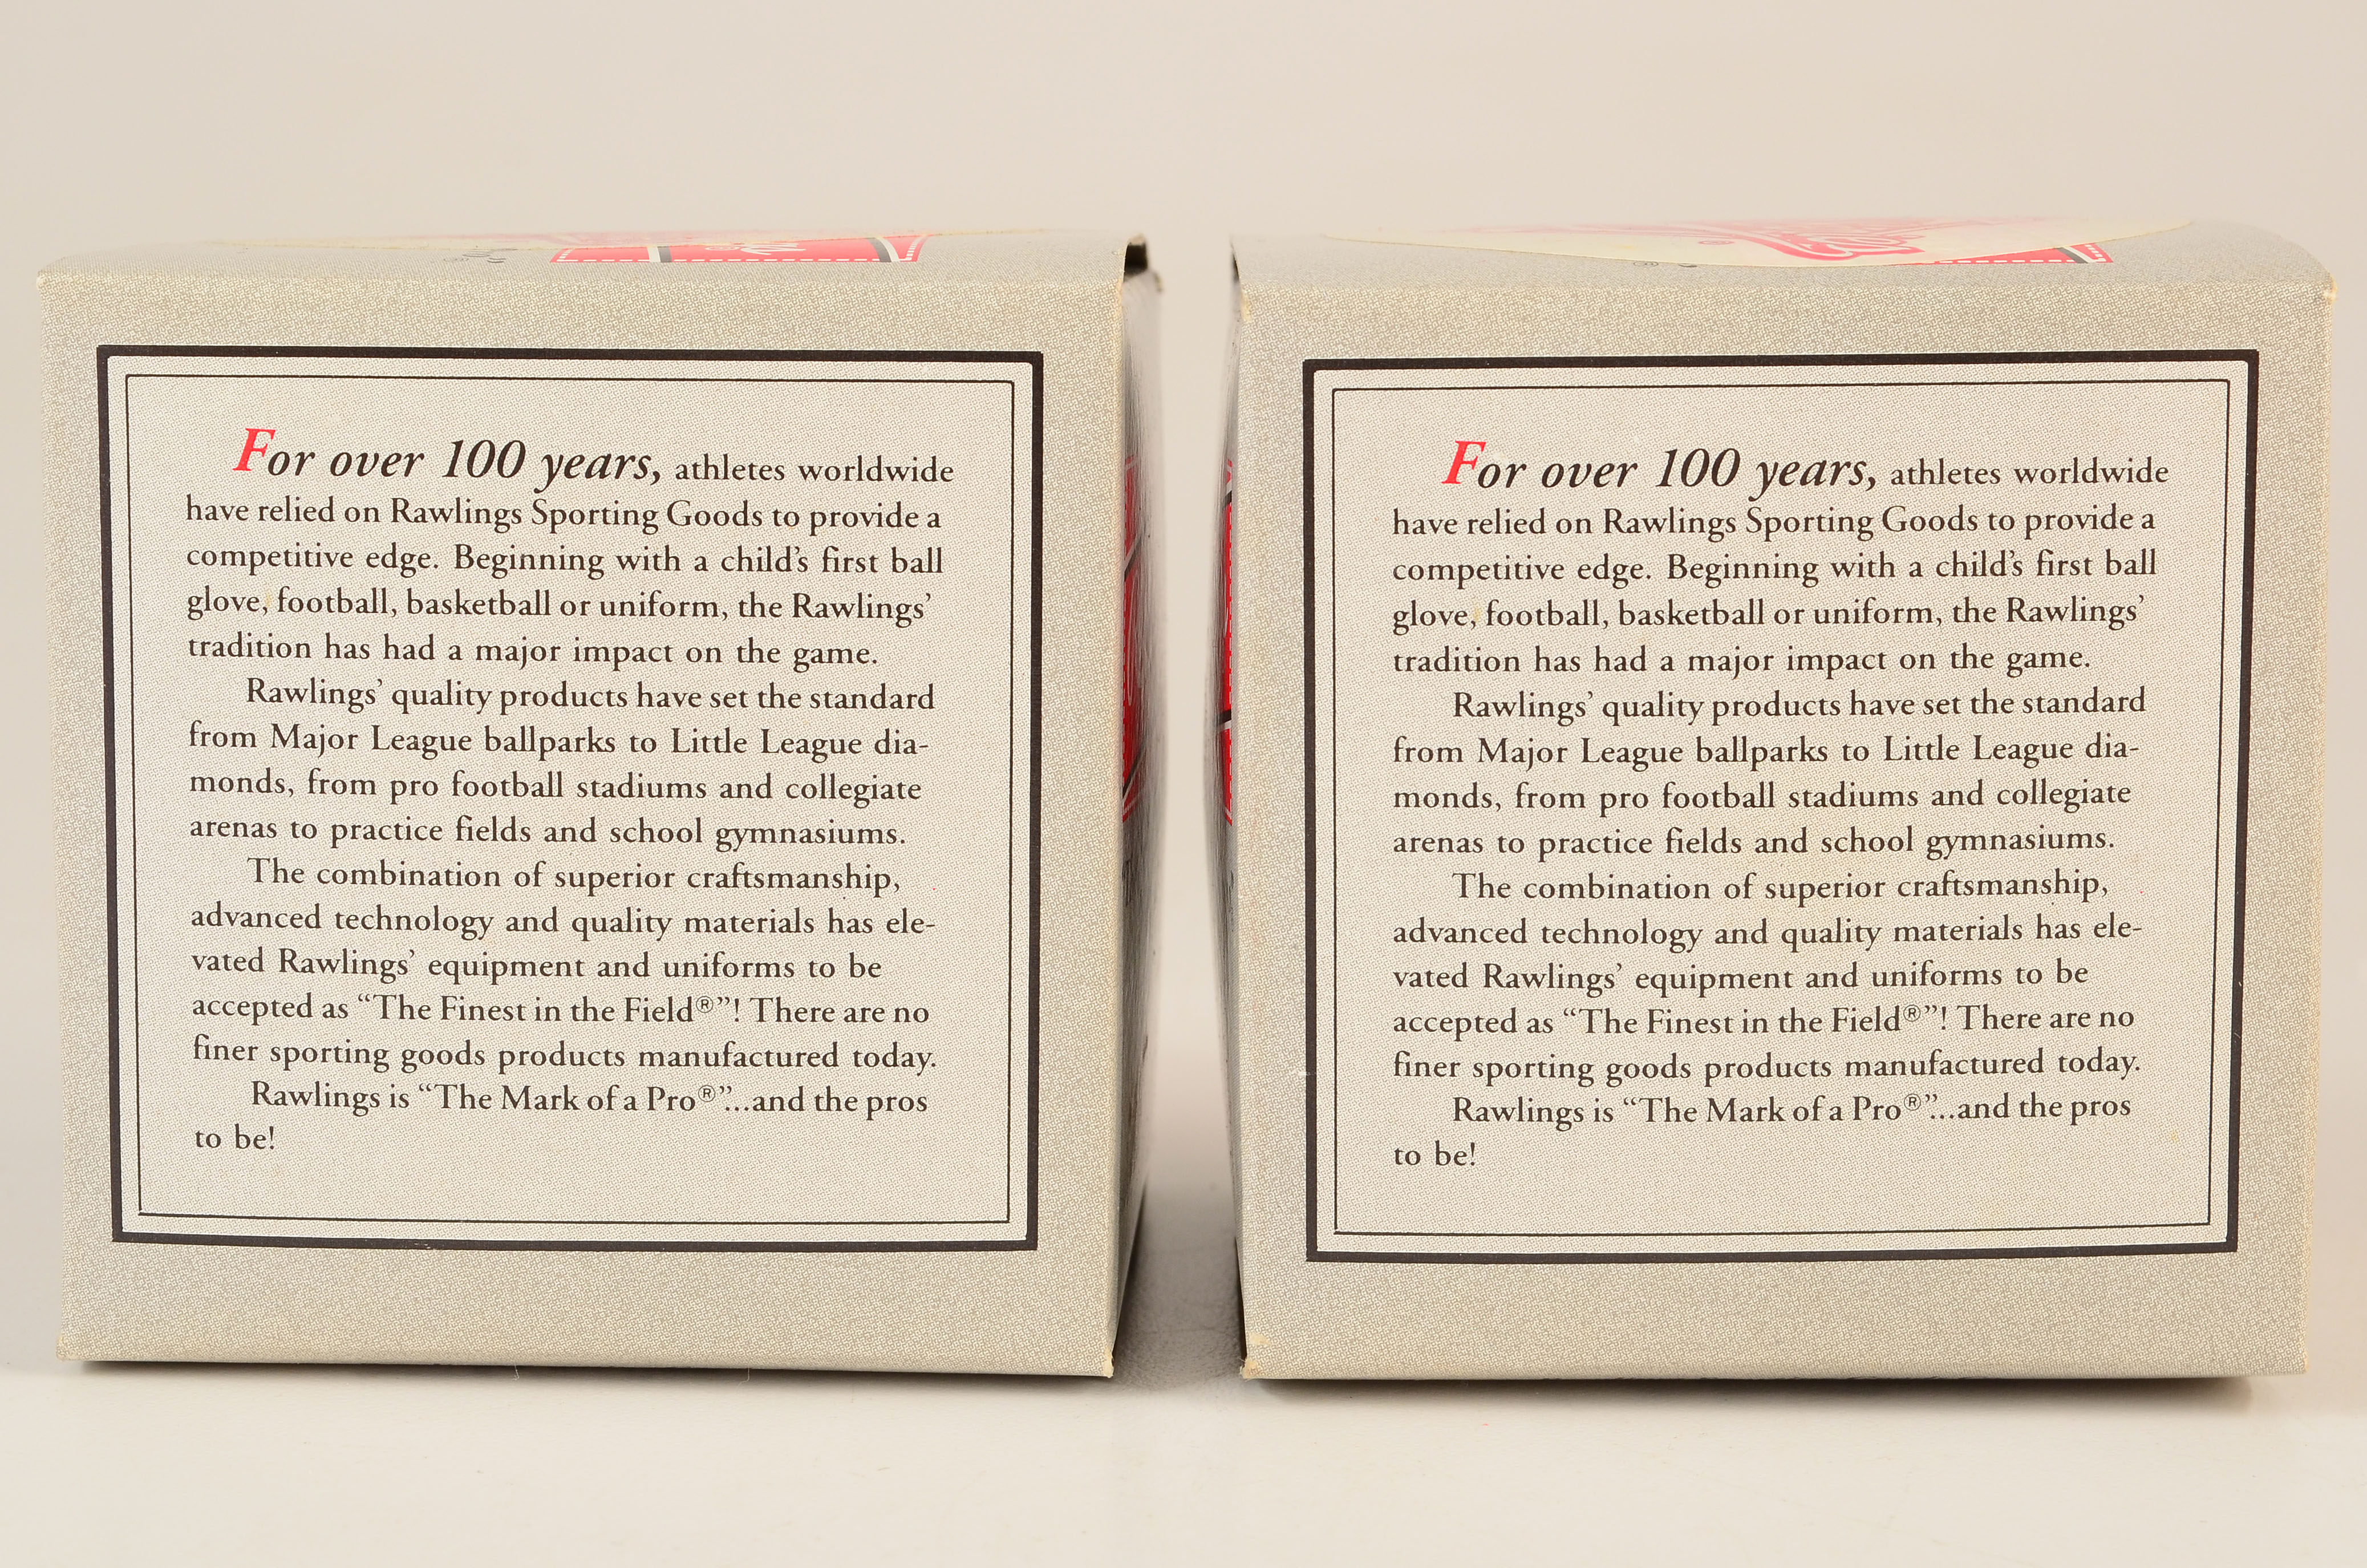 For over 100 years, athletes worldwide
have relied on Rawlings Sporting Goods to provide a
competitive edge. Beginning with a child's first ball
glove, football, basketball or uniform, the Rawlings'
tradition has had a major impact on the game.
Rawlings' quality products have set the standard
from Major League ballparks to Little League dia-
monds, from pro football stadiums and collegiate
arenas to practice fields and school gymnasiums.
The combination of superior craftsmanship,
advanced technology and quality materials has ele-
vated Rawlings' equipment and uniforms to be
accepted as “The Finest in the Field®”! There are no
finer sporting goods products manufactured today.
Rawlings is “The Mark of a Pro®”...and the pros
to be!
For over 100 years, athletes worldwide
have relied on Rawlings Sporting Goods to provide a
competitive edge. Beginning with a child's first ball
glove, football, basketball or uniform, the Rawlings'
tradition has had a major impact on the game.
Rawlings' quality products have set the standard
from Major League ballparks to Little League dia-
monds, from pro football stadiums and collegiate
arenas to practice fields and school gymnasiums.
The combination of superior craftsmanship,
advanced technology and quality materials has ele-
vated Rawlings' equipment and uniforms to be
accepted as “The Finest in the Field®”! There are no
finer sporting goods products manufactured today.
Rawlings is “The Mark of a Pro®”...and the pros
to be!